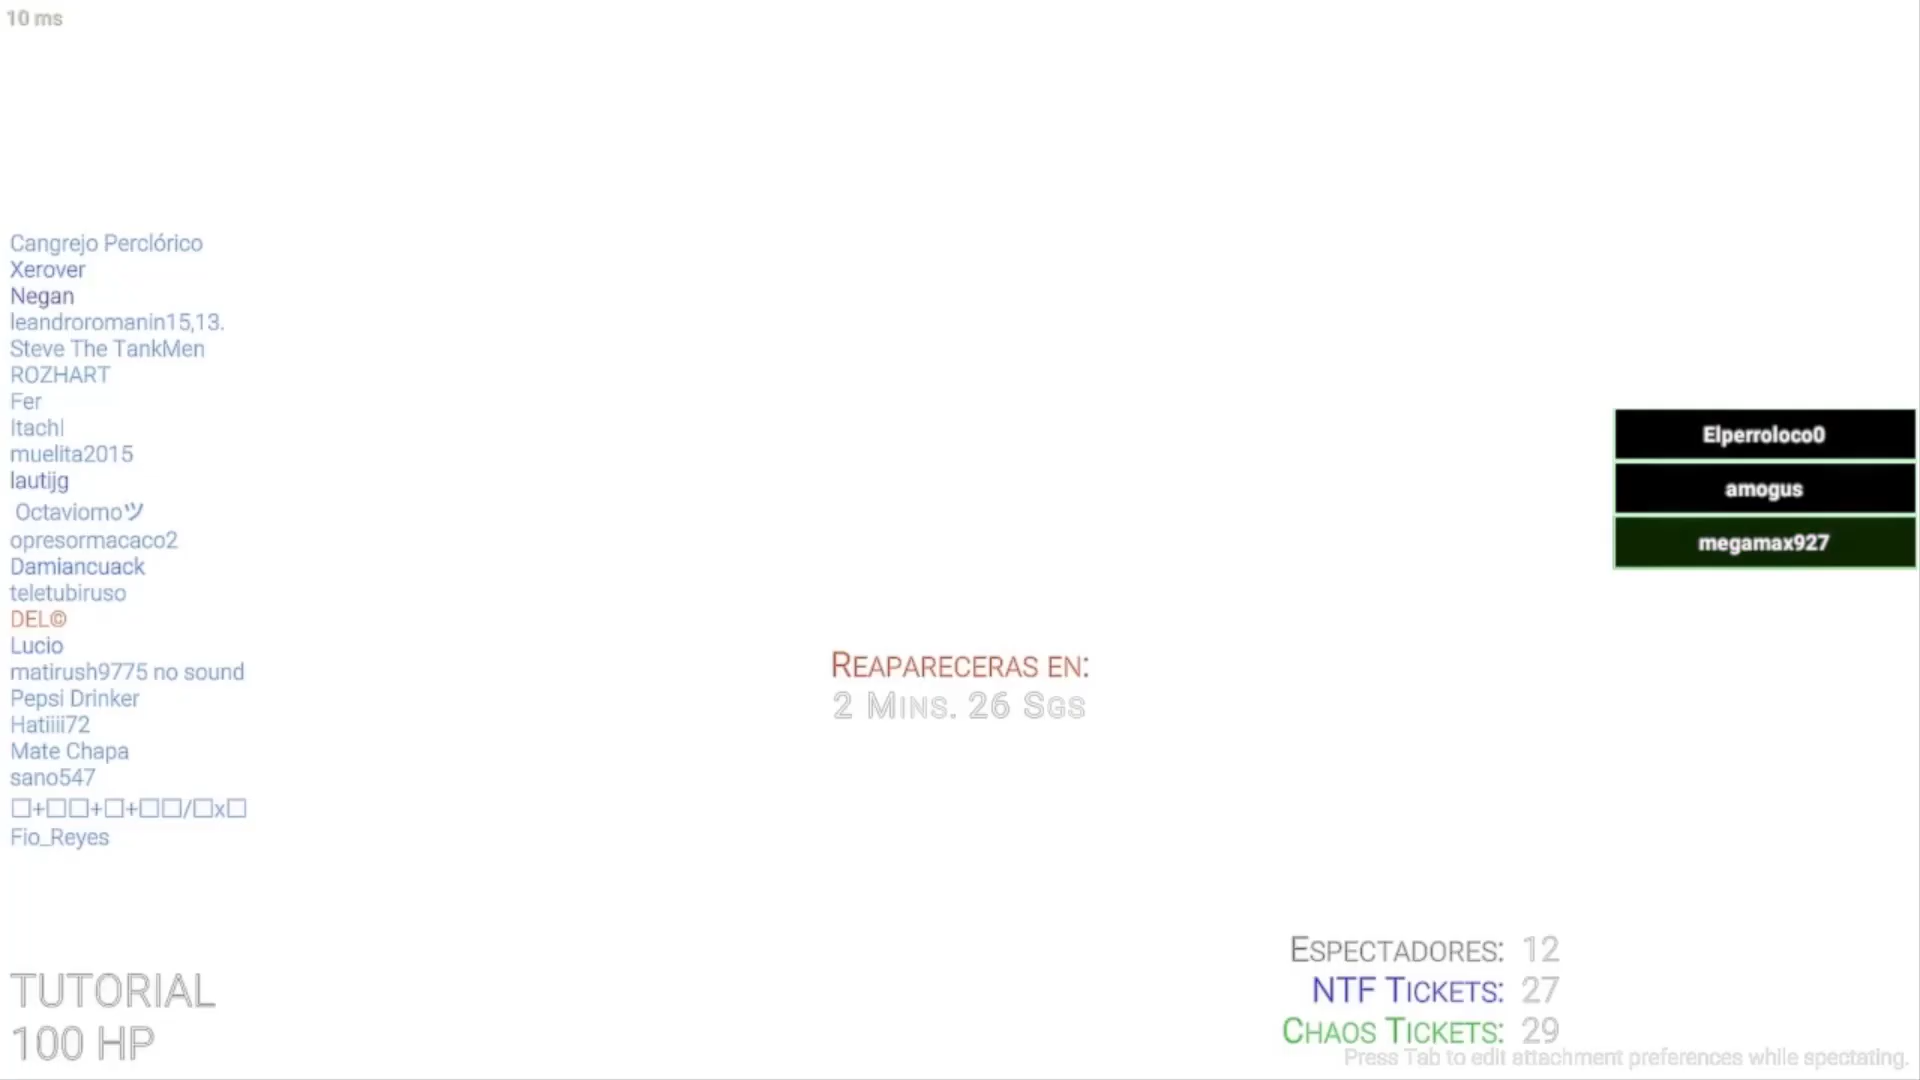 10 ms
Cangrejo Perclórico
Xerover
Negan
leandroromanin15,13.
Steve The TankMen
ROZHART
Fer
ItachI
muelita2015
lautijg
Octaviomoツ
opresormacaco2
Damiancuack
teletubiruso
DEL©
Lucio
matirush9775 no sound
Pepsi Drinker
Hatiiii72
Mate Chapa
sano547
□+□□+□+□□/□x□
Fio_Reyes
TUTORIAL
100 HP
REAPARECERAS EN:
2 MINS. 26 SGS
Elperroloco0
amogus
megamax927
ESPECTADORES: 12
NTF TICKETS: 27
CHAOS TICKETS: 29
Press Tab to edit attachment preferences while spectating.